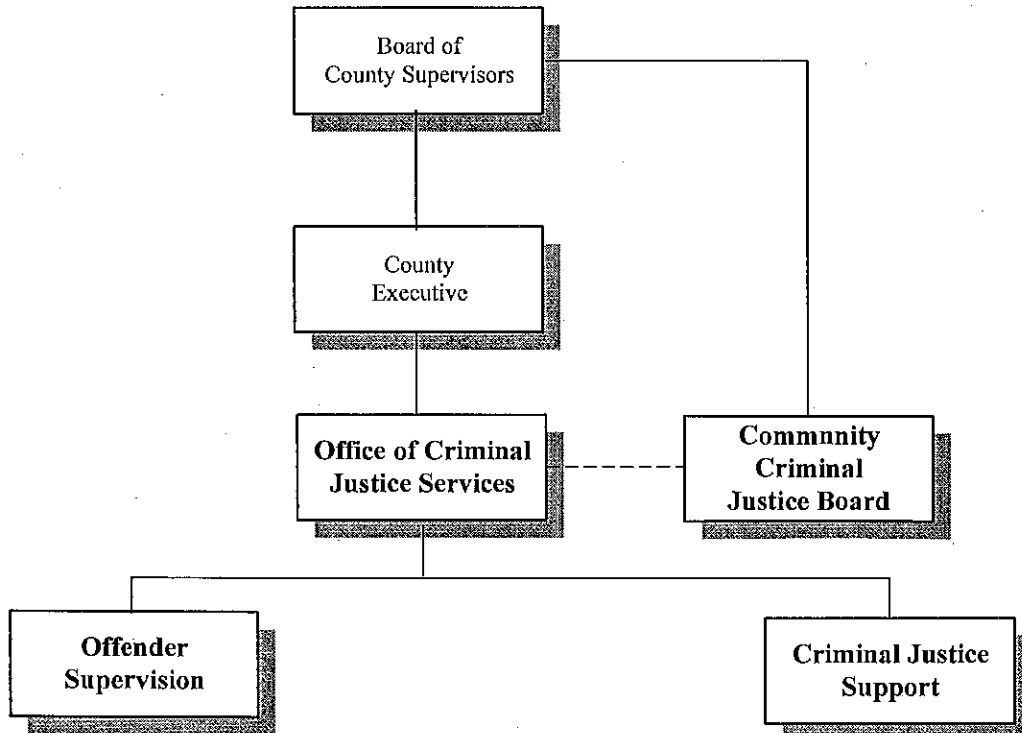 Board of
County Supervisors
County
Executive
Office of Criminal
Justice Services
Commnnity
Criminal
Justice Board
Offender
Supervision
Criminal Justice
Support